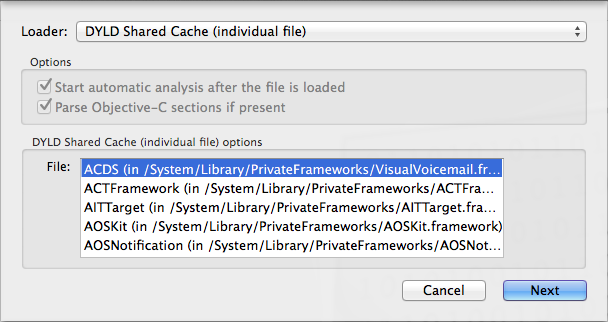 Loader: DYLD Shared Cache (individual file)
Options
Start automatic analysis after the file is loaded
Parse Objective-C sections if present
DYLD Shared Cache (individual file) options
File: ACDS (in /System/Library/PrivateFrameworks/VisualVoicemail.fr...
ACTFramework (in /System/Library/PrivateFrameworks/ACTFra...
AITTarget (in /System/Library/PrivateFrameworks/AITTarget.fra...
AOSKit (in /System/Library/PrivateFrameworks/AOSKit.framework)
AOSNotification (in /System/Library/PrivateFrameworks/AOSNot...
Cancel Next